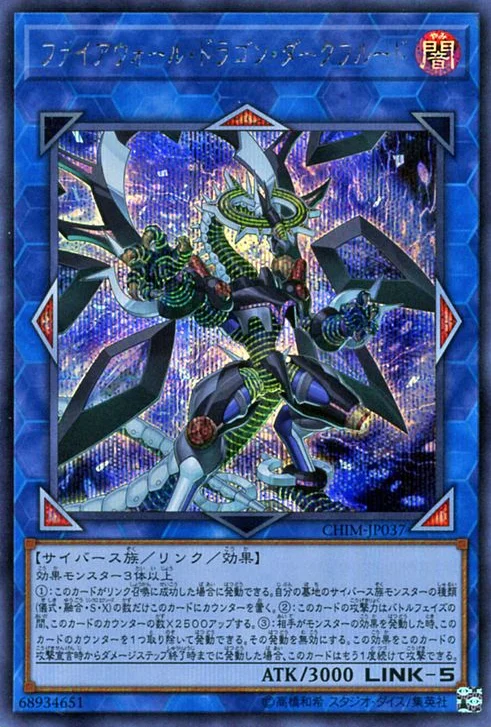 ファイアウォール・ドラゴン・ダークフルード
やみ
闇
CHIM-JP037
【サイバース族／リンク／効果】
効果モンスター３体以上
①：このカードがリンク召喚に成功した場合に発動できる。自分の墓地のサイバース族モンスターの種類
（儀式・融合・Ｓ・Ｘ）の数だけこのカードにカウンターを置く。②：このカードの攻撃力はバトルフェイズの
間、このカードのカウンターの数×２５００アップする。③：相手がモンスターの効果を発動した時、こ
のカードのカウンターを１つ取り除いて発動できる。その発動を無効にする。この効果をこのカードの
攻撃宣言時からダメージステップ終了時までに発動した場合、このカードはもう１度続けて攻撃できる。
ATK/3000 LINK-5
68934651
©高橋和希 スタジオ・ダイス/集英社